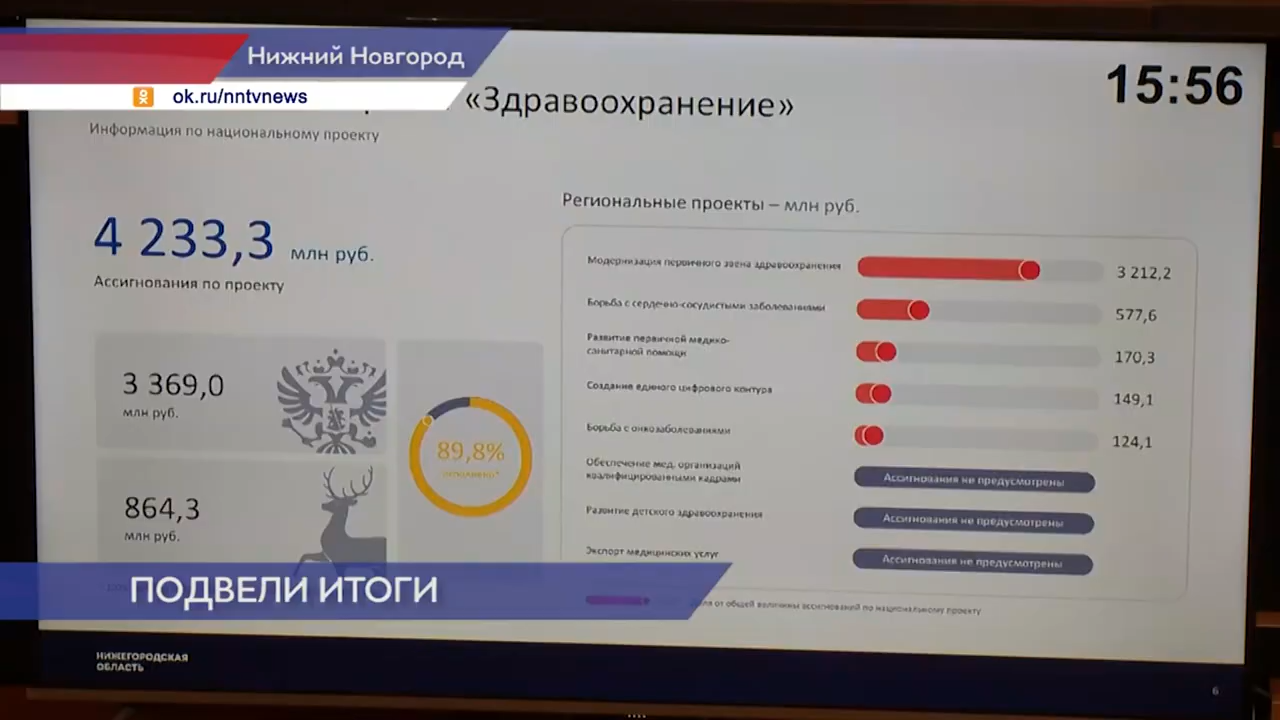 Нижний Новгород
ok.ru/nntvnews
15:56
«Здравоохранение»
Информация по национальному проекту
4 233,3 млн руб.
Ассигнования по проекту
3 369,0
млн руб.
864,3
млн руб.
89,8%
исполнено*
Региональные проекты – млн руб.
Модернизация первичного звена здравоохранения 3 212,2
Борьба с сердечно-сосудистыми заболеваниями 577,6
Развитие первичной медико-
санитарной помощи 170,3
Создание единого цифрового контура 149,1
Борьба с онкозаболеваниями 124,1
Обеспечение мед. организаций
квалифицированными кадрами Ассигнования не предусмотрены
Развитие детского здравоохранения Ассигнования не предусмотрены
Экспорт медицинских услуг Ассигнования не предусмотрены
от общей величины ассигнований по национальному проекту
ПОДВЕЛИ ИТОГИ
НИЖЕГОРОДСКАЯ
ОБЛАСТЬ
6